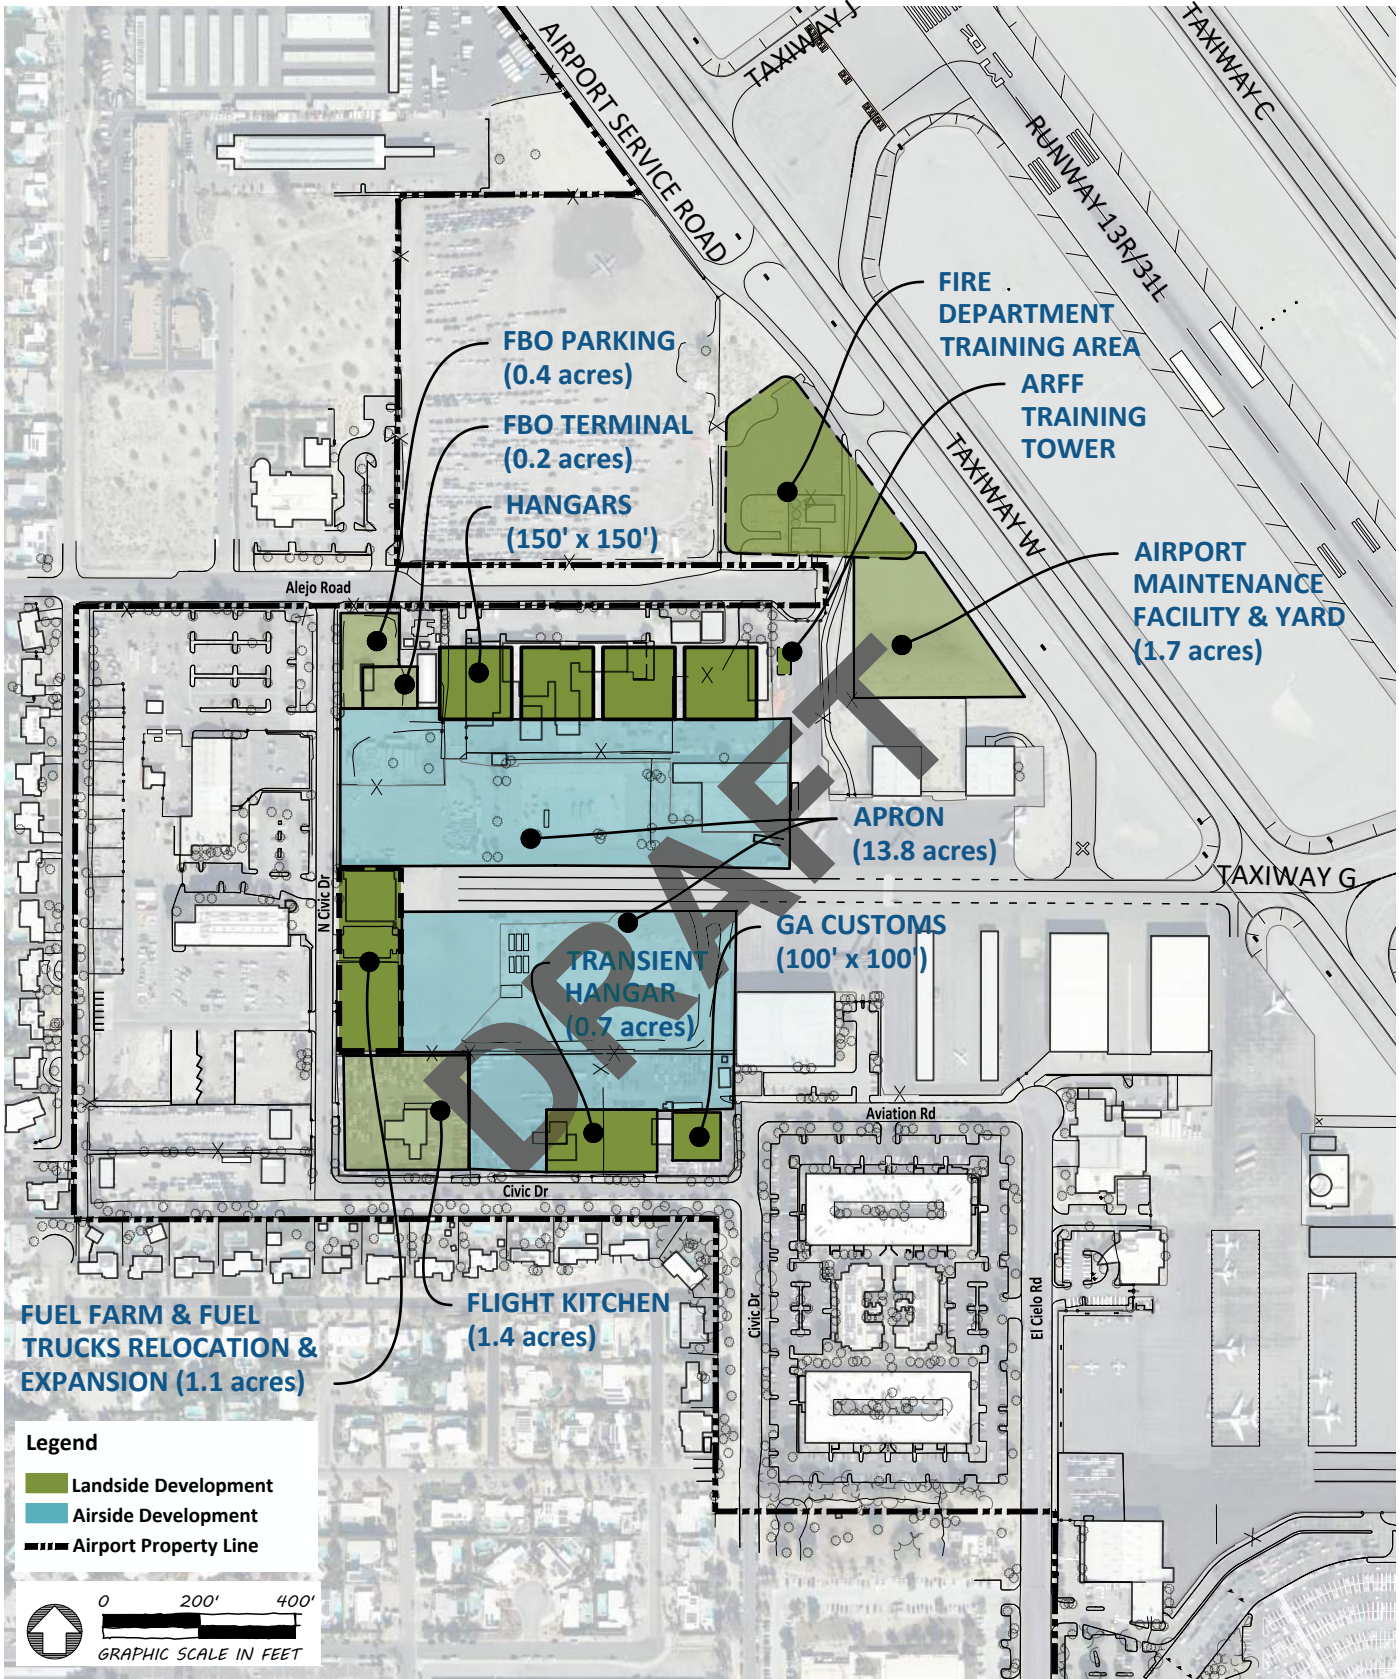 AIRPORT SERVICE ROAD
TAXIWAY J
20
RUNWAY 13R/31L
TAXIWAY C
FIRE
DEPARTMENT
TRAINING AREA
FBO PARKING
(0.4 acres)
ARFF
TRAINING
TOWER
FBO TERMINAL
(0.2 acres)
TAXIWAY W
HANGARS
(150' x 150')
AIRPORT
MAINTENANCE
FACILITY & YARD
(1.7 acres)
Alejo Road
APRON
(13.8 acres)
TAXIWAY G
N Civic Dr
GA CUSTOMS
(100' x 100')
TRANSIENT
HANGAR
(0.7 acres)
DRAFT
Aviation Rd
Civic Dr
Civic Dr
El Cielo Rd
FUEL FARM & FUEL
TRUCKS RELOCATION &
EXPANSION (1.1 acres)
FLIGHT KITCHEN
(1.4 acres)
Legend
Landside Development
Airside Development
Airport Property Line
0 200' 400'
GRAPHIC SCALE IN FEET